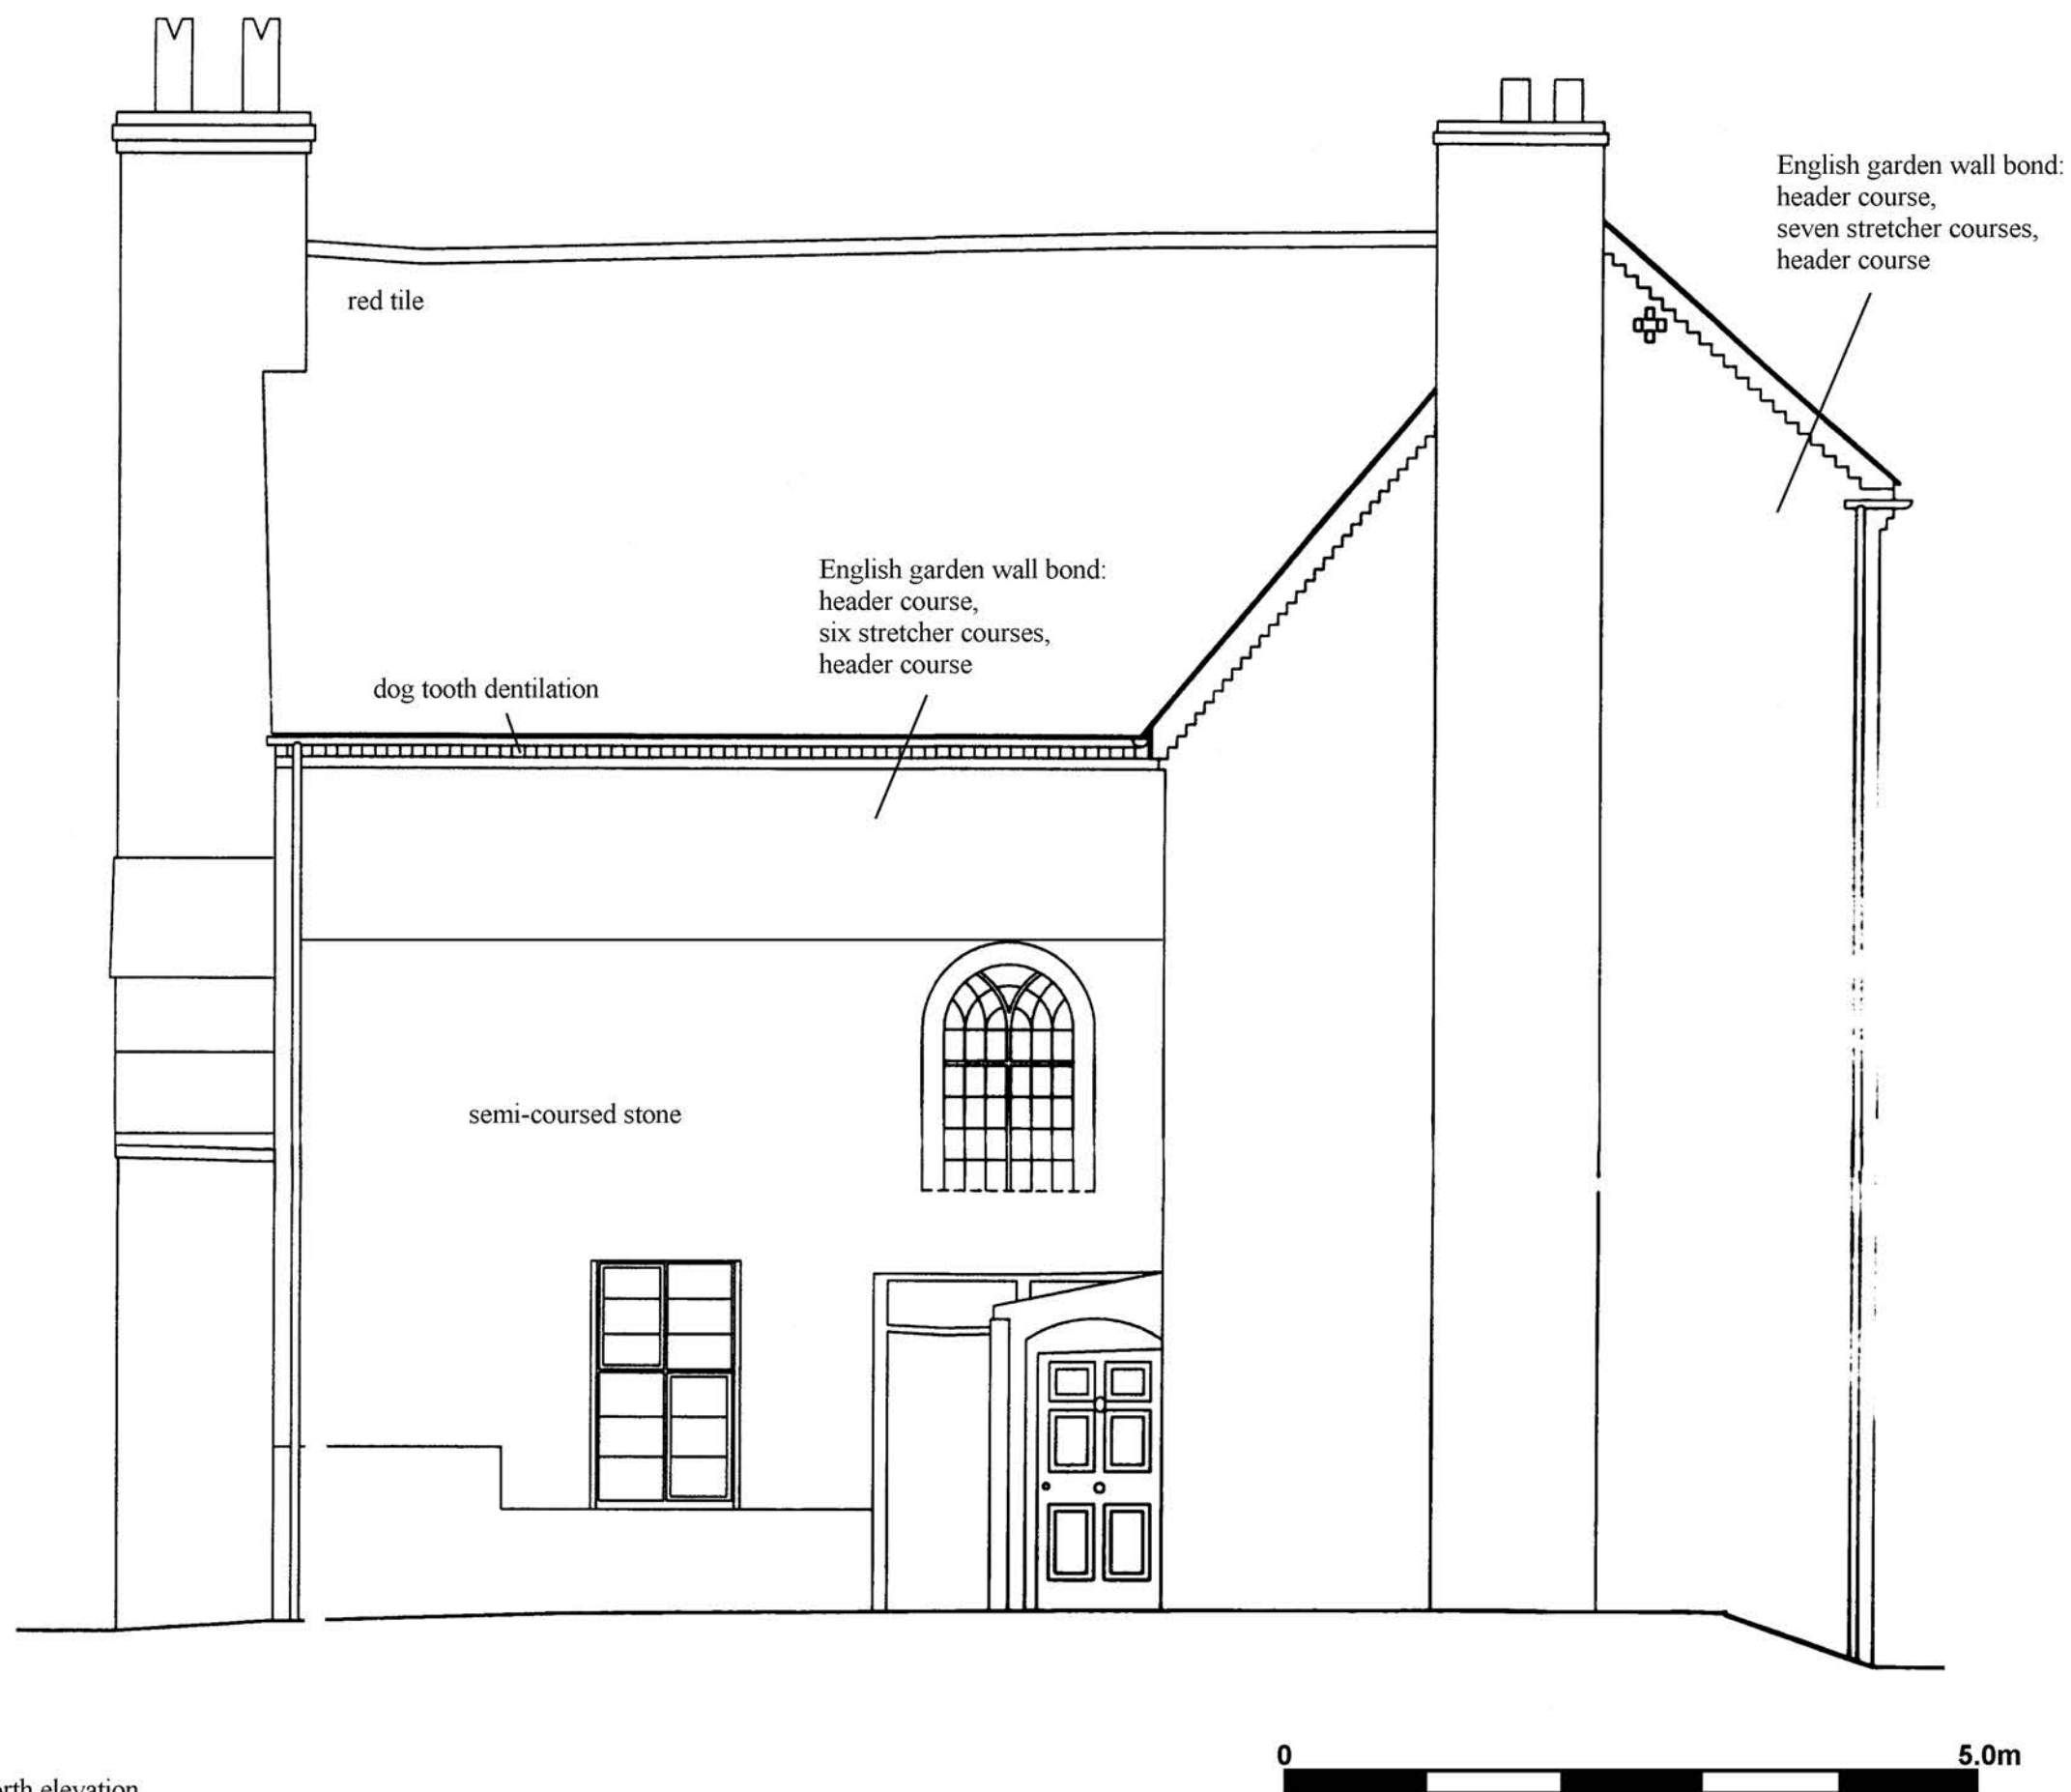 English garden wall bond:
header course,
seven stretcher courses,
header course
red tile
English garden wall bond:
header course,
six stretcher courses,
header course
dog tooth dentilation
semi-coursed stone
0 5.0m
elevation